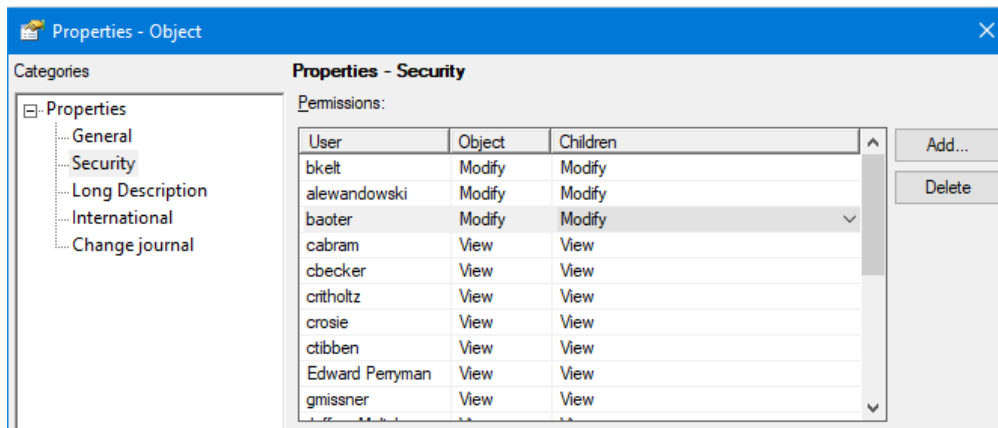 Properties - Object
Categories
Properties - Security
Properties
General
Security
Long Description
International
Change journal
Permissions:
User Object Children
bkelt Modify Modify
alewandowski Modify Modify
baoter Modify Modify
cabram View View
cbecker View View
critholtz View View
crosie View View
ctibben View View
Edward Perryman View View
gmissner View View
Add...
Delete